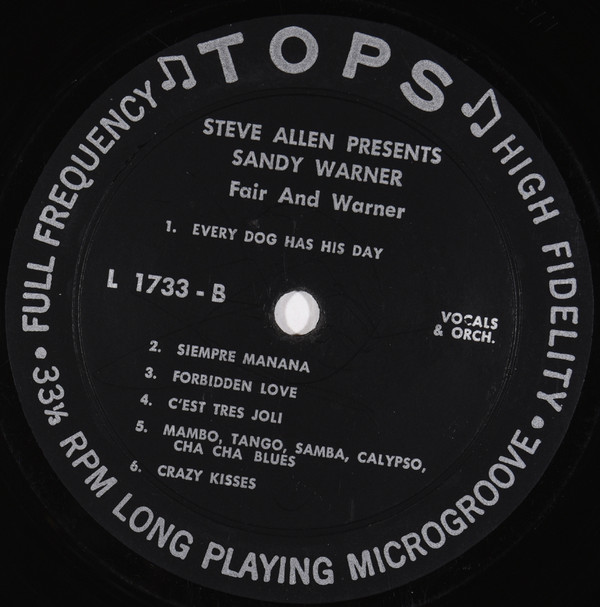 TOPS
STEVE ALLEN PRESENTS
SANDY WARNER
Fair And Warner
1. EVERY DOG HAS HIS DAY
L 1733 - B
VOCALS
& ORCH.
2. SIEMPRE MANANA
3. FORBIDDEN LOVE
4. C'EST TRES JOLI
5. MAMBO, TANGO, SAMBA, CALYPSO,
CHA CHA BLUES
6. CRAZY KISSES
FULL FREQUENCY
HIGH FIDELITY
• 33⅓ RPM LONG PLAYING MICROGROOVE •